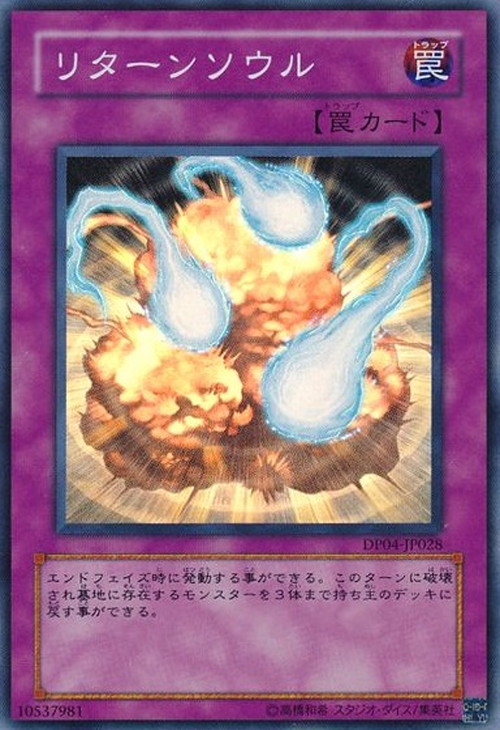 リターンソウル
トラップ
罠
トラップ
【罠カード】
DP04-JP028
エンドフェイズ時に発動する事ができる。このターンに破壊
され墓地に存在するモンスターを3体まで持ち主のデッキに
戻す事ができる。
10537981
©高橋和希 スタジオ・ダイス/集英社